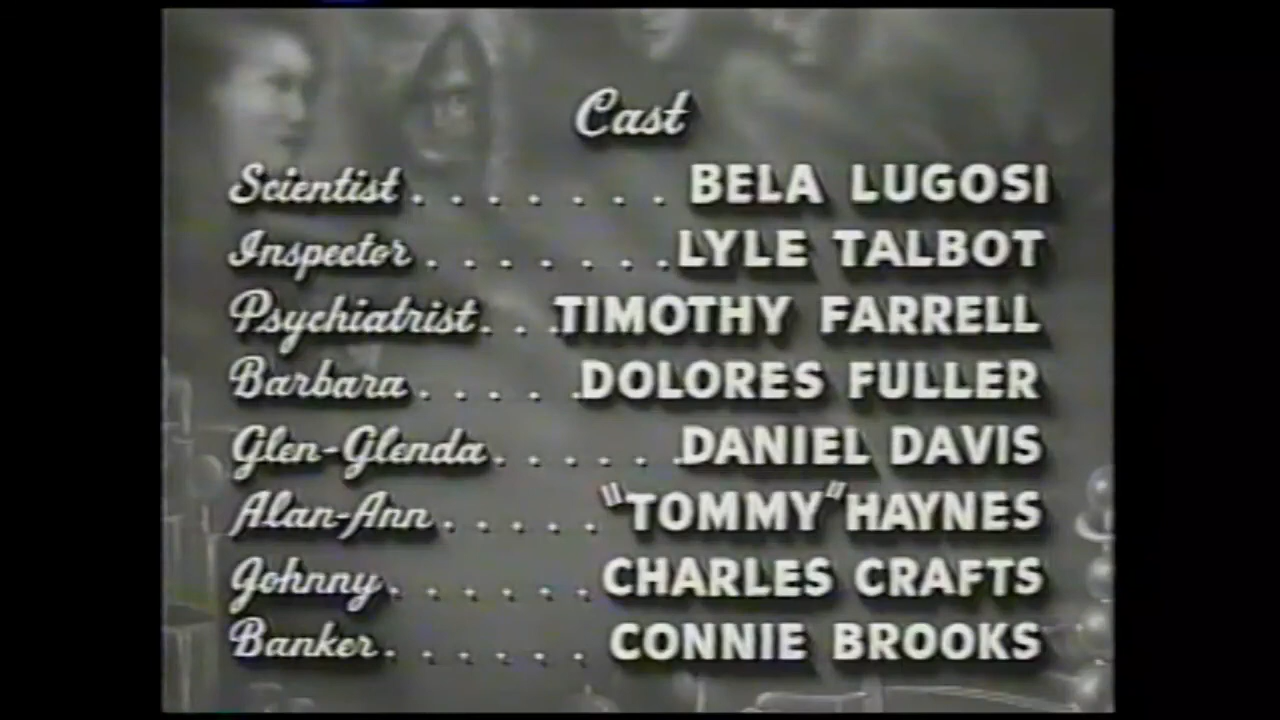 Cast
Scientist . . . . . . . BELA LUGOSI
Inspector . . . . . . . LYLE TALBOT
Psychiatrist . . . TIMOTHY FARRELL
Barbara . . . . . DOLORES FULLER
Glen-Glenda . . . . . . DANIEL DAVIS
Alan-Ann . . . . . "TOMMY" HAYNES
Johnny . . . . . . CHARLES CRAFTS
Banker . . . . . . CONNIE BROOKS